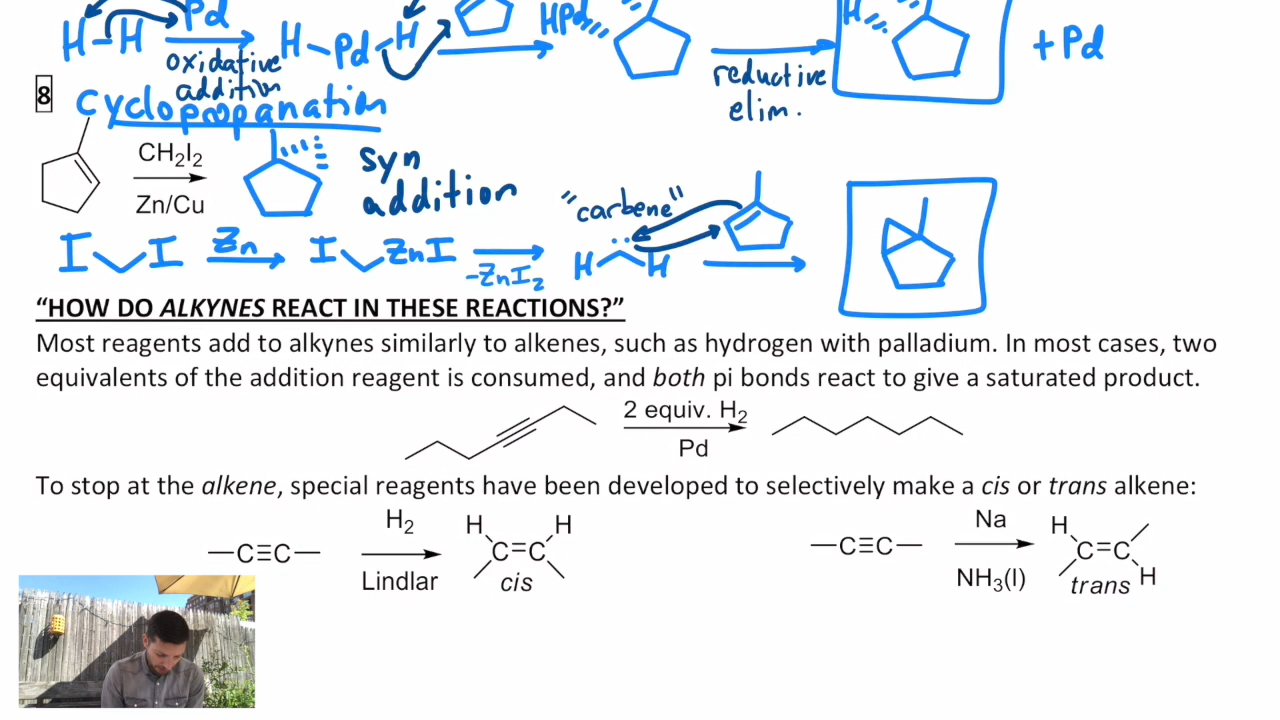 H-H Pd H-Pd-H HPd H + Pd
oxidative addition
reductive elim.
8 Cyclopropanation
CH2I2
Zn/Cu
syn addition
"carbene"
I I Zn I ZnI -ZnI2 H H
"HOW DO ALKYNES REACT IN THESE REACTIONS?"
Most reagents add to alkynes similarly to alkenes, such as hydrogen with palladium. In most cases, two
equivalents of the addition reagent is consumed, and both pi bonds react to give a saturated product.
2 equiv. H2
Pd
To stop at the alkene, special reagents have been developed to selectively make a cis or trans alkene:
H2 H H Na H
—C≡C— C=C —C≡C— C=C
Lindlar cis NH3(l) trans H